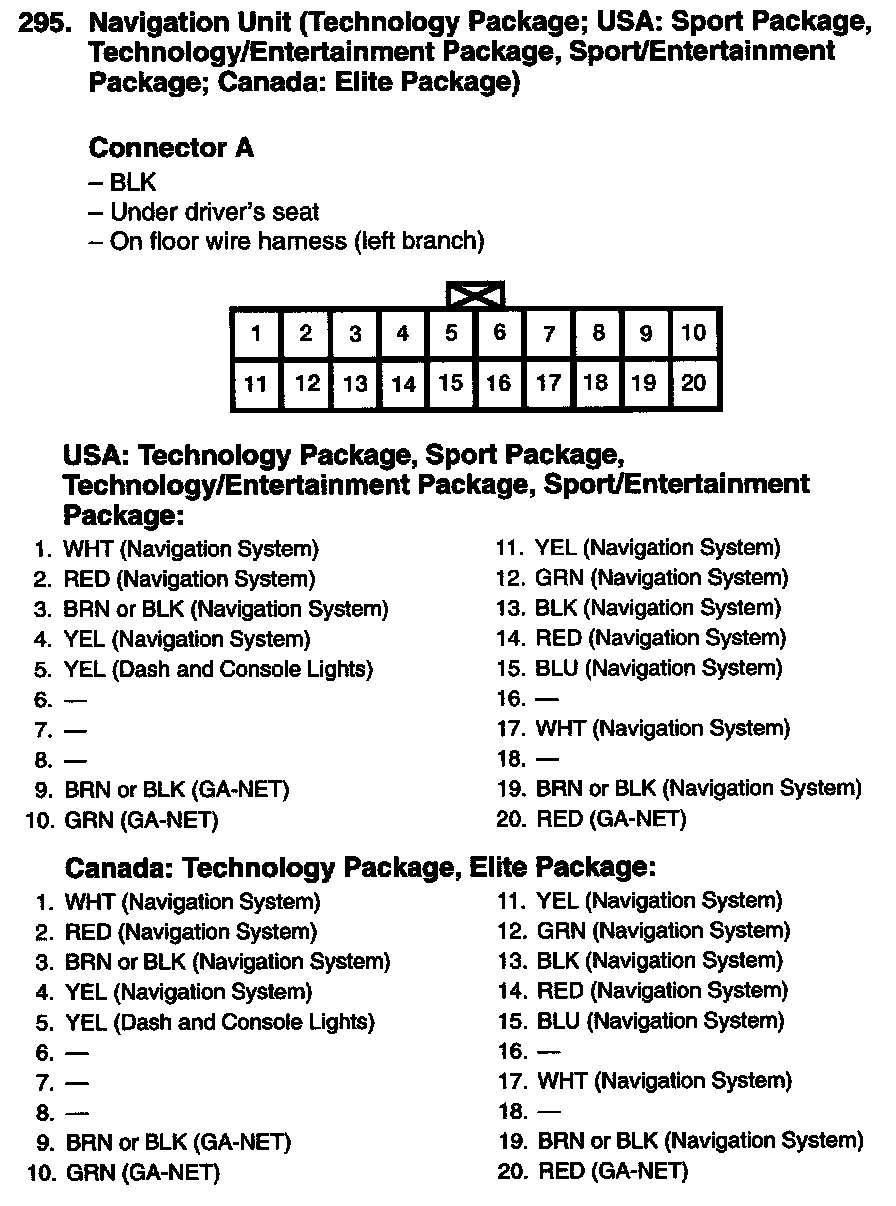 295. Navigation Unit (Technology Package; USA: Sport Package,
Technology/Entertainment Package, Sport/Entertainment
Package; Canada: Elite Package)
Connector A
– BLK
– Under driver's seat
– On floor wire harness (left branch)
1 2 3 4 5 6 7 8 9 10
11 12 13 14 15 16 17 18 19 20
USA: Technology Package, Sport Package,
Technology/Entertainment Package, Sport/Entertainment
Package:
1. WHT (Navigation System)
2. RED (Navigation System)
3. BRN or BLK (Navigation System)
4. YEL (Navigation System)
5. YEL (Dash and Console Lights)
6. —
7. —
8. —
9. BRN or BLK (GA-NET)
10. GRN (GA-NET)
11. YEL (Navigation System)
12. GRN (Navigation System)
13. BLK (Navigation System)
14. RED (Navigation System)
15. BLU (Navigation System)
16. —
17. WHT (Navigation System)
18. —
19. BRN or BLK (Navigation System)
20. RED (GA-NET)
Canada: Technology Package, Elite Package:
1. WHT (Navigation System)
2. RED (Navigation System)
3. BRN or BLK (Navigation System)
4. YEL (Navigation System)
5. YEL (Dash and Console Lights)
6. —
7. —
8. —
9. BRN or BLK (GA-NET)
10. GRN (GA-NET)
11. YEL (Navigation System)
12. GRN (Navigation System)
13. BLK (Navigation System)
14. RED (Navigation System)
15. BLU (Navigation System)
16. —
17. WHT (Navigation System)
18. —
19. BRN or BLK (Navigation System)
20. RED (GA-NET)